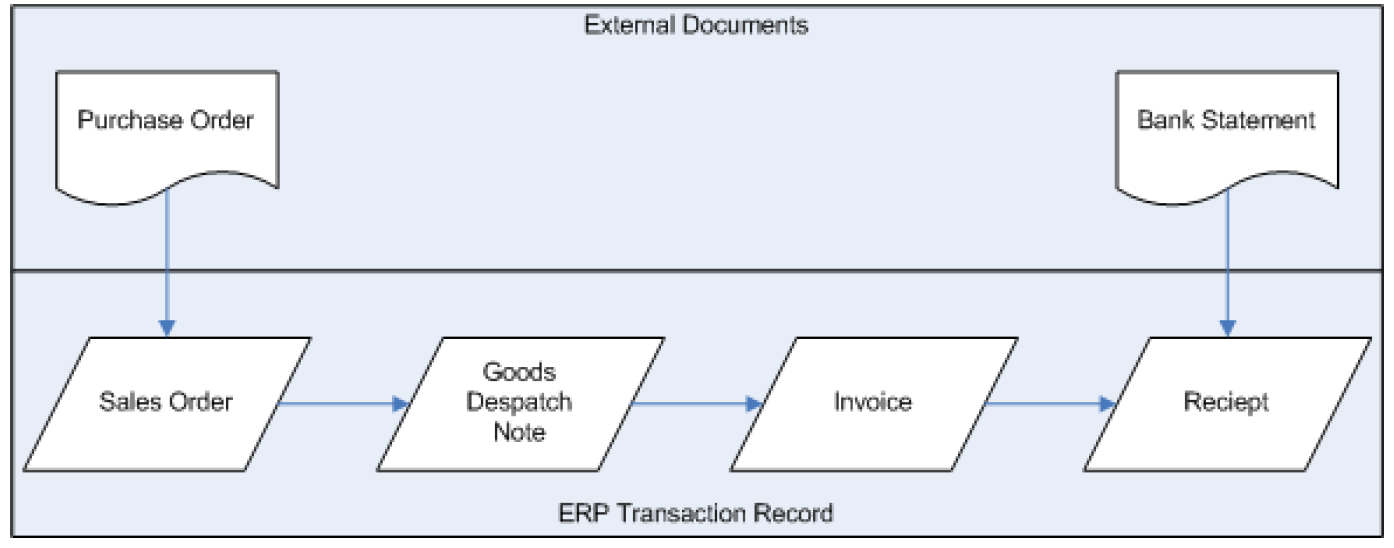 External Documents
Purchase Order
Bank Statement
Sales Order
Goods
Despatch
Note
Invoice
Reciept
ERP Transaction Record